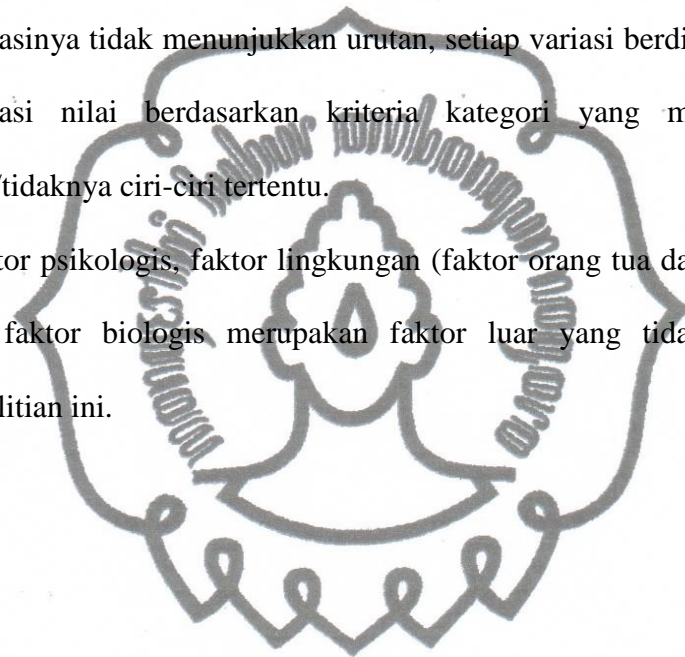 asinya tidak menunjukkan urutan, setiap variasi berdi
asi nilai berdasarkan kriteria kategori yang m
/tidaknya ciri-ciri tertentu.
tor psikologis, faktor lingkungan (faktor orang tua da
faktor biologis merupakan faktor luar yang tida
litian ini.